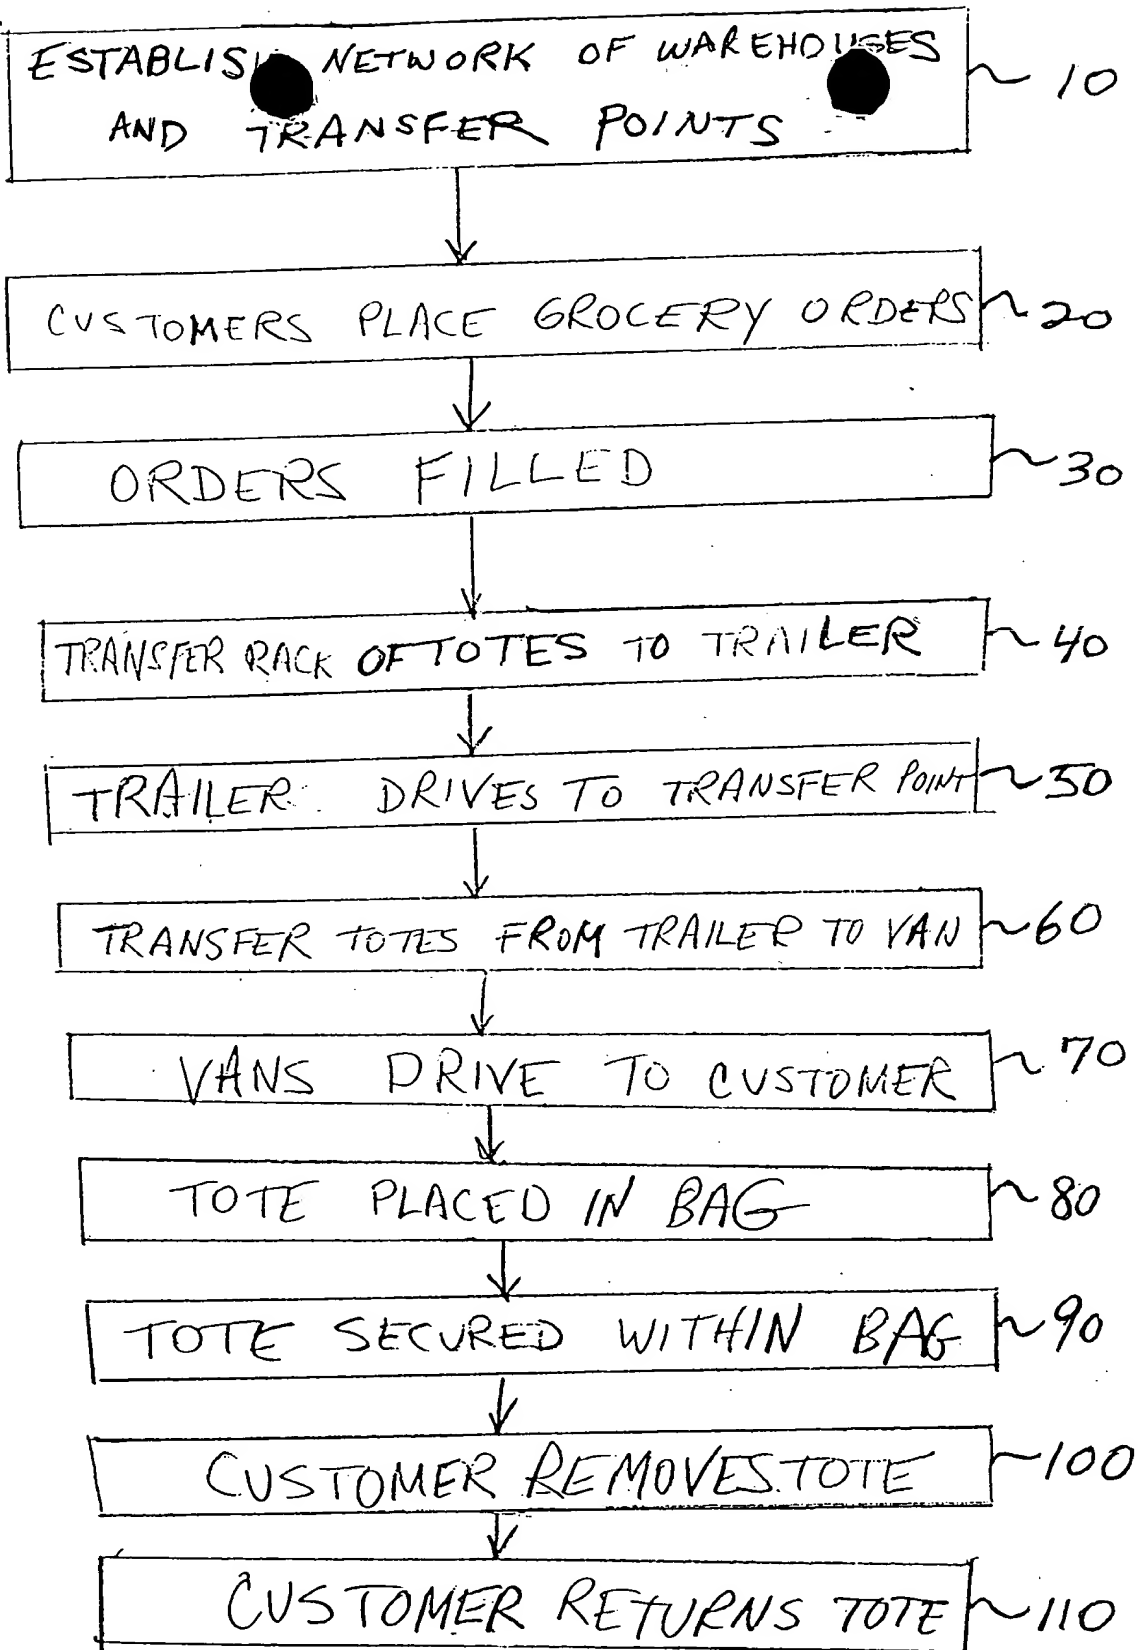 ESTABLISH NETWORK OF WAREHOUSES
AND TRANSFER POINTS
10
CUSTOMERS PLACE GROCERY ORDERS
20
ORDERS FILLED
30
TRANSFER RACK OF TOTES TO TRAILER
40
TRAILER DRIVES TO TRANSFER POINT
50
TRANSFER TOTES FROM TRAILER TO VAN
60
VANS DRIVE TO CUSTOMER
70
TOTE PLACED IN BAG
80
TOTE SECURED WITHIN BAG
90
CUSTOMER REMOVES TOTE
100
CUSTOMER RETURNS TOTE
110